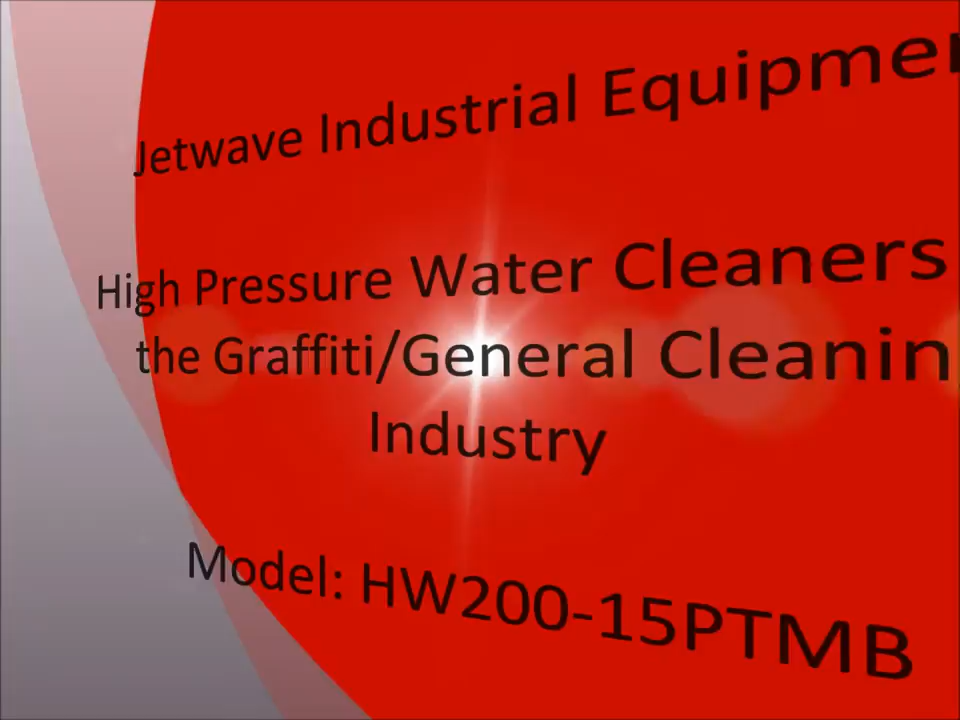 Jetwave Industrial Equipmen
High Pressure Water Cleaners
the Graffiti/General Cleanin
Industry
Model: HW200-15PTMB